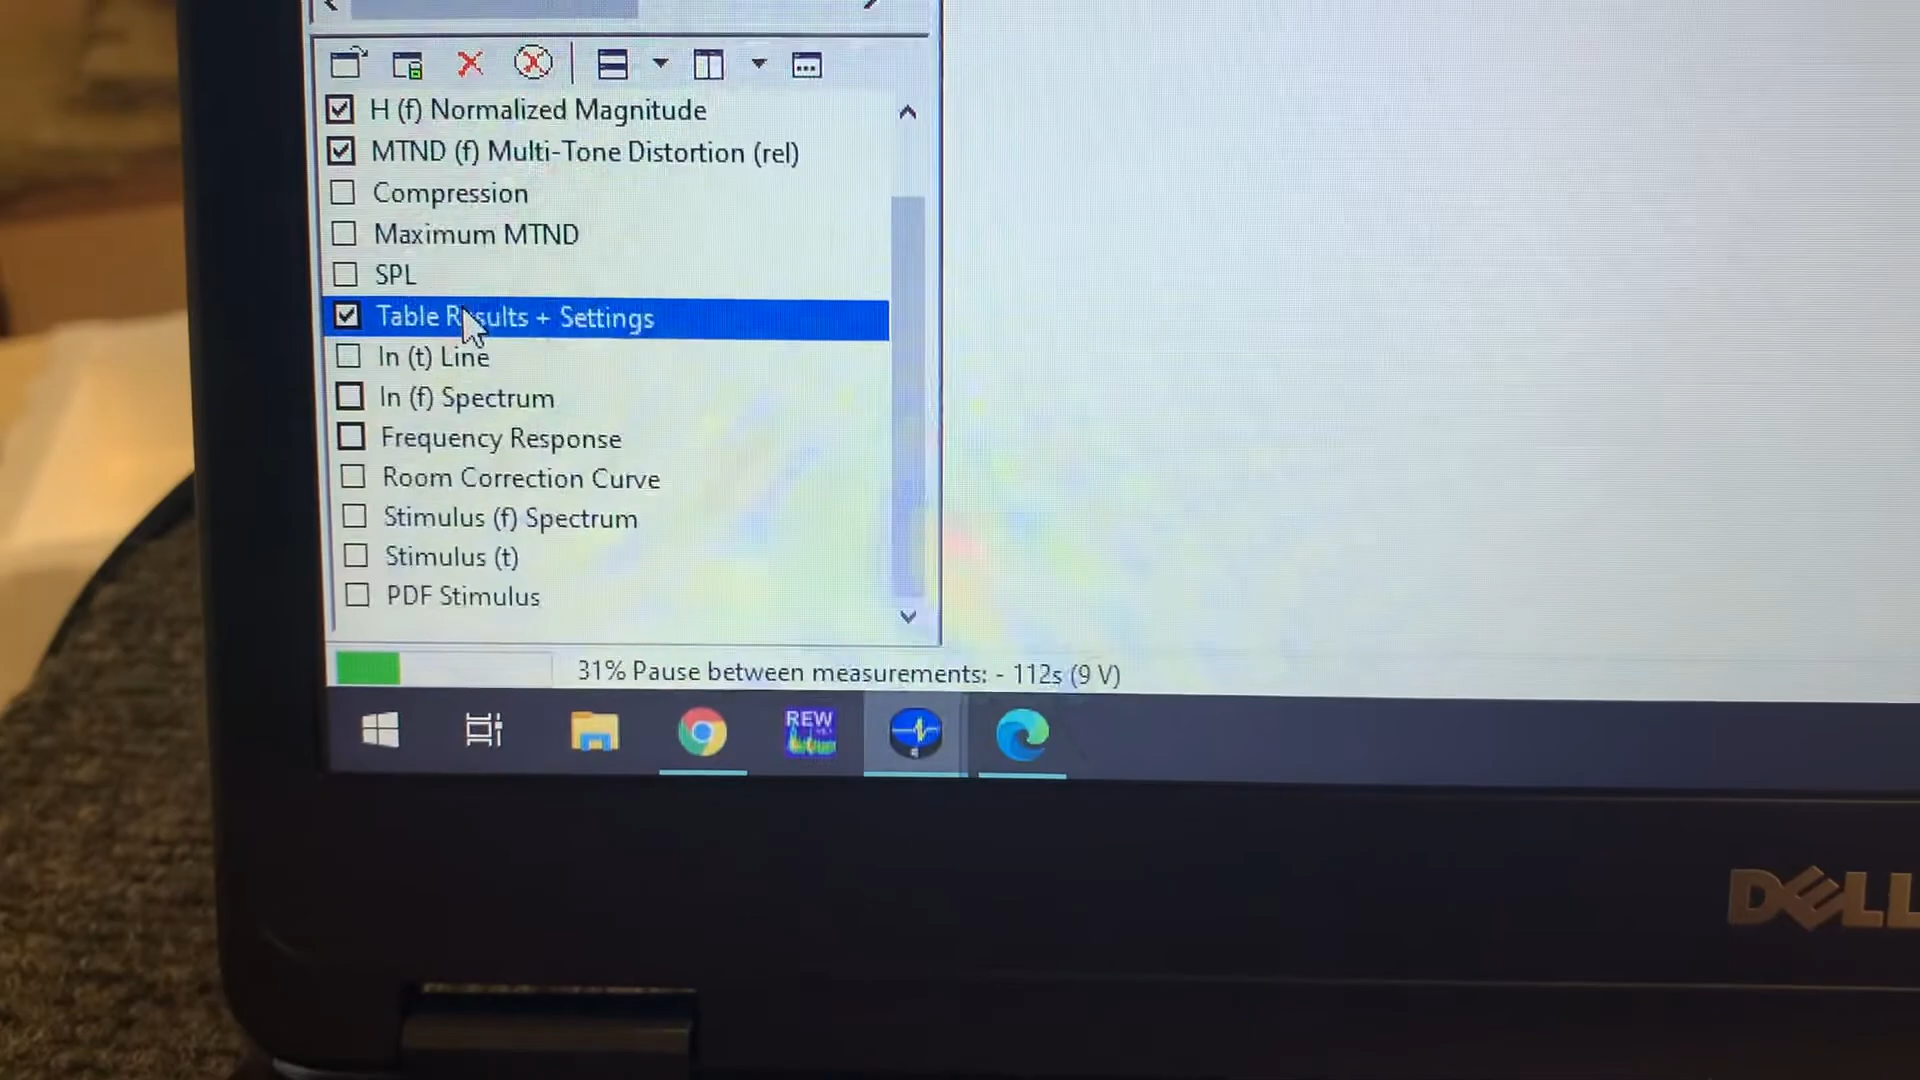 H (f) Normalized Magnitude
MTND (f) Multi-Tone Distortion (rel)
Compression
Maximum MTND
SPL
Table Results + Settings
In (t) Line
In (f) Spectrum
Frequency Response
Room Correction Curve
Stimulus (f) Spectrum
Stimulus (t)
PDF Stimulus
31% Pause between measurements: - 112s (9 V)
REW
DELL